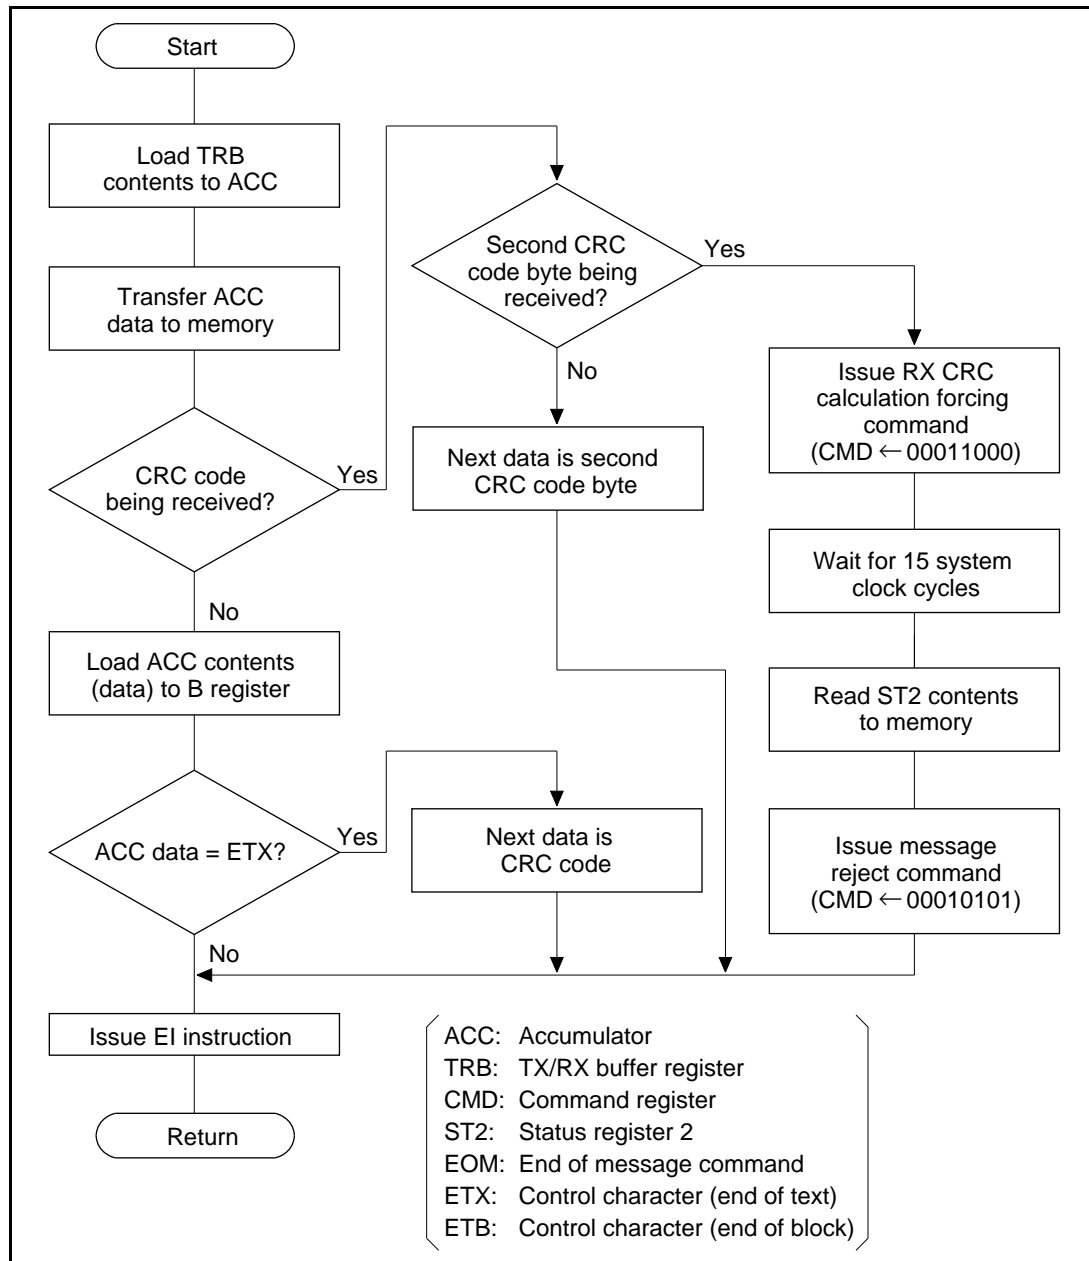 Start
Load TRB
contents to ACC
Transfer ACC
data to memory
CRC code
being received?
Yes
No
Load ACC contents
(data) to B register
ACC data = ETX?
Yes
No
Issue EI instruction
Return
Second CRC
code byte being
received?
Yes
No
Next data is second
CRC code byte
Next data is
CRC code
Issue RX CRC
calculation forcing
command
(CMD ← 00011000)
Wait for 15 system
clock cycles
Read ST2 contents
to memory
Issue message
reject command
(CMD ← 00010101)
ACC: Accumulator
TRB: TX/RX buffer register
CMD: Command register
ST2: Status register 2
EOM: End of message command
ETX: Control character (end of text)
ETB: Control character (end of block)